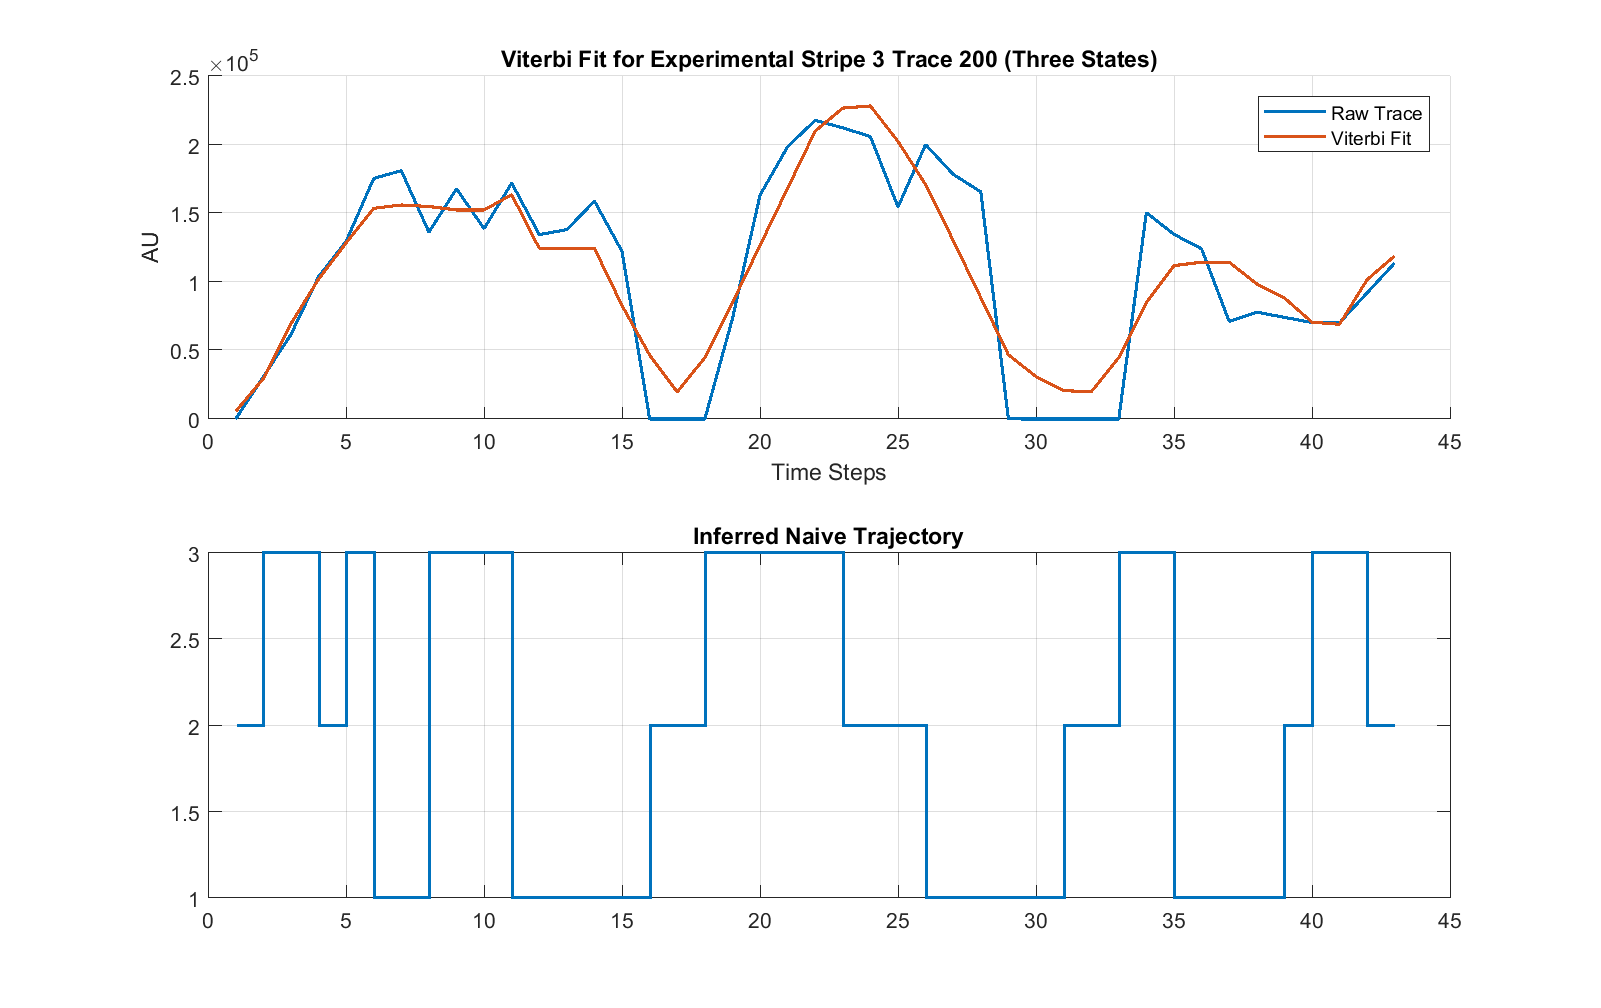 Viterbi Fit for Experimental Stripe 3 Trace 200 (Three States)
×10^5
2.5
2
1.5
1
0.5
0
AU
Raw Trace
Viterbi Fit
0 5 10 15 20 25 30 35 40 45
Time Steps
Inferred Naive Trajectory
3
2.5
2
1.5
1
0 5 10 15 20 25 30 35 40 45